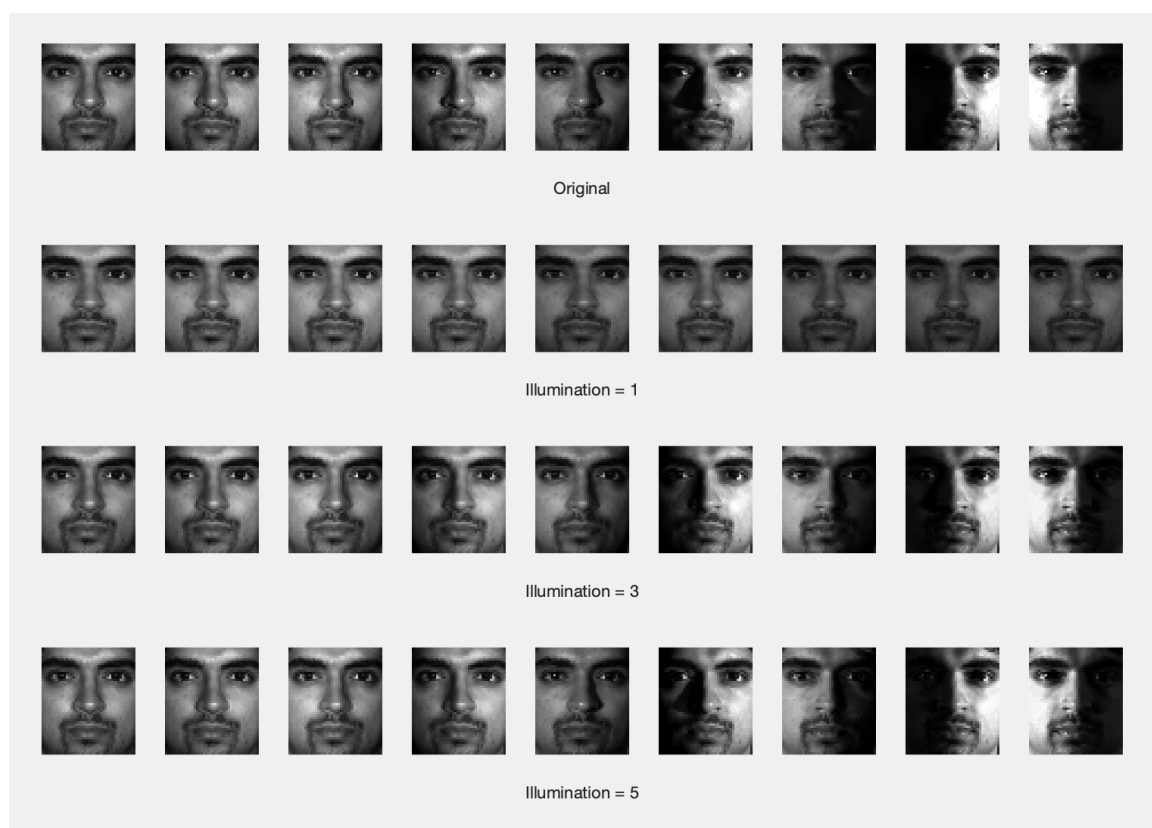 Original
Illumination = 1
Illumination = 3
Illumination = 5